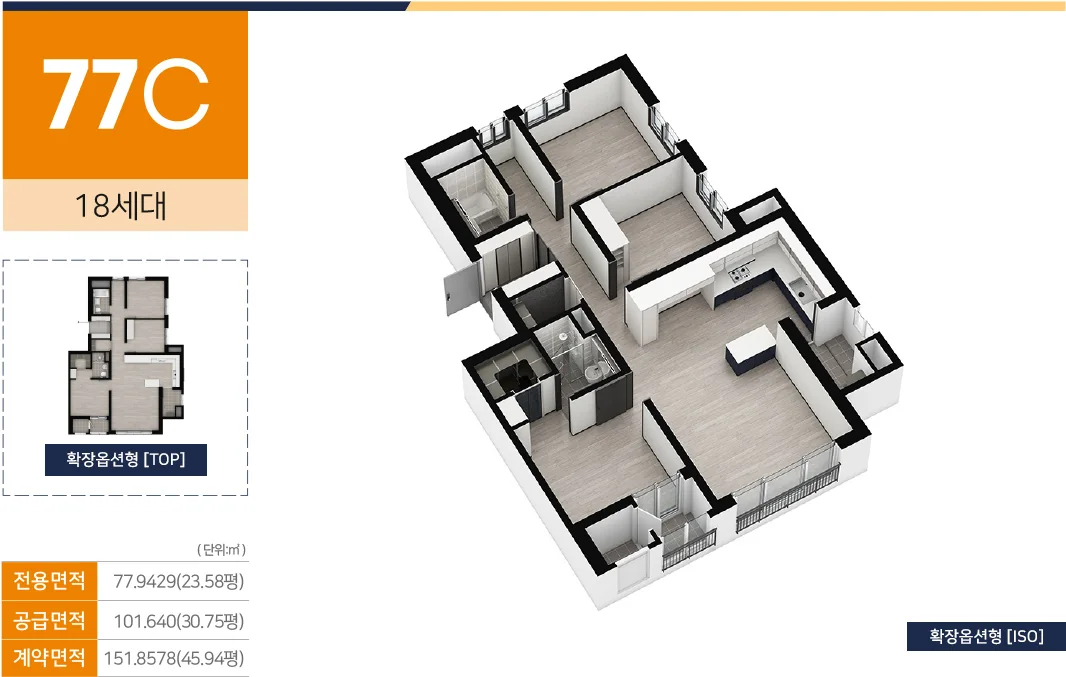 77C
18세대
확장옵션형 [TOP]
(단위:㎡)
전용면적 77.9429(23.58평)
공급면적 101.640(30.75평)
계약면적 151.8578(45.94평)
확장옵션형 [ISO]